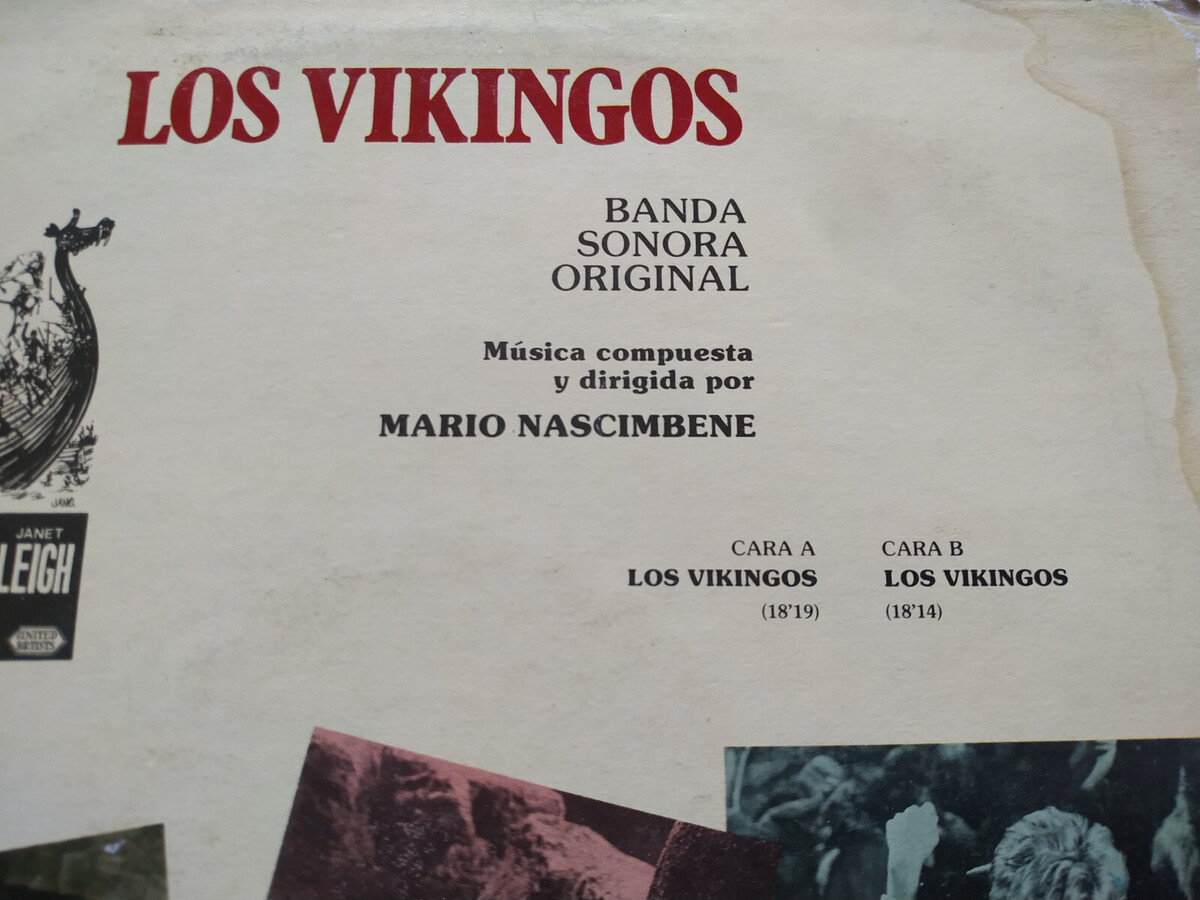 LOS VIKINGOS
BANDA
SONORA
ORIGINAL
Música compuesta
y dirigida por
MARIO NASCIMBENE
JANO.
JANET
LEIGH
UNITED
ARTISTS
CARA A
LOS VIKINGOS
(18'19)
CARA B
LOS VIKINGOS
(18'14)